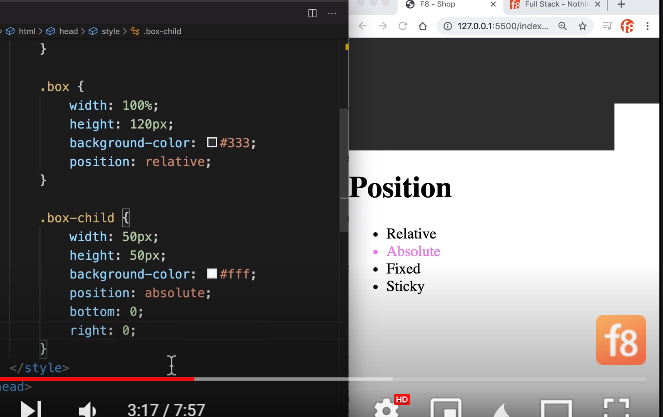 F8 - Shop
Full Stack - Nothi
html > head > style > .box-child
127.0.0.1:5500/index...
}
.box {
width: 100%;
height: 120px;
background-color: #333;
position: relative;
}
.box-child {
width: 50px;
height: 50px;
background-color: #fff;
position: absolute;
bottom: 0;
right: 0;
}
</style>
head>
Position
Relative
Absolute
Fixed
Sticky
f8
3:17 / 7:57
HD